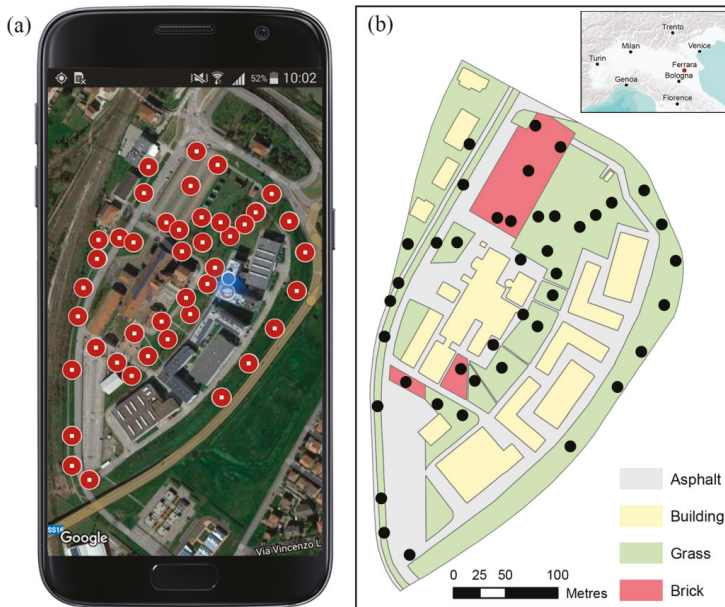 (a)
52% 10:02
SS16
Google
Via Vincenzo L
(b)
Trento
Milan
Venice
Turin
Ferrara
Genoa
Bologna
Florence
Asphalt
Building
Grass
Brick
0 25 50 100
Metres